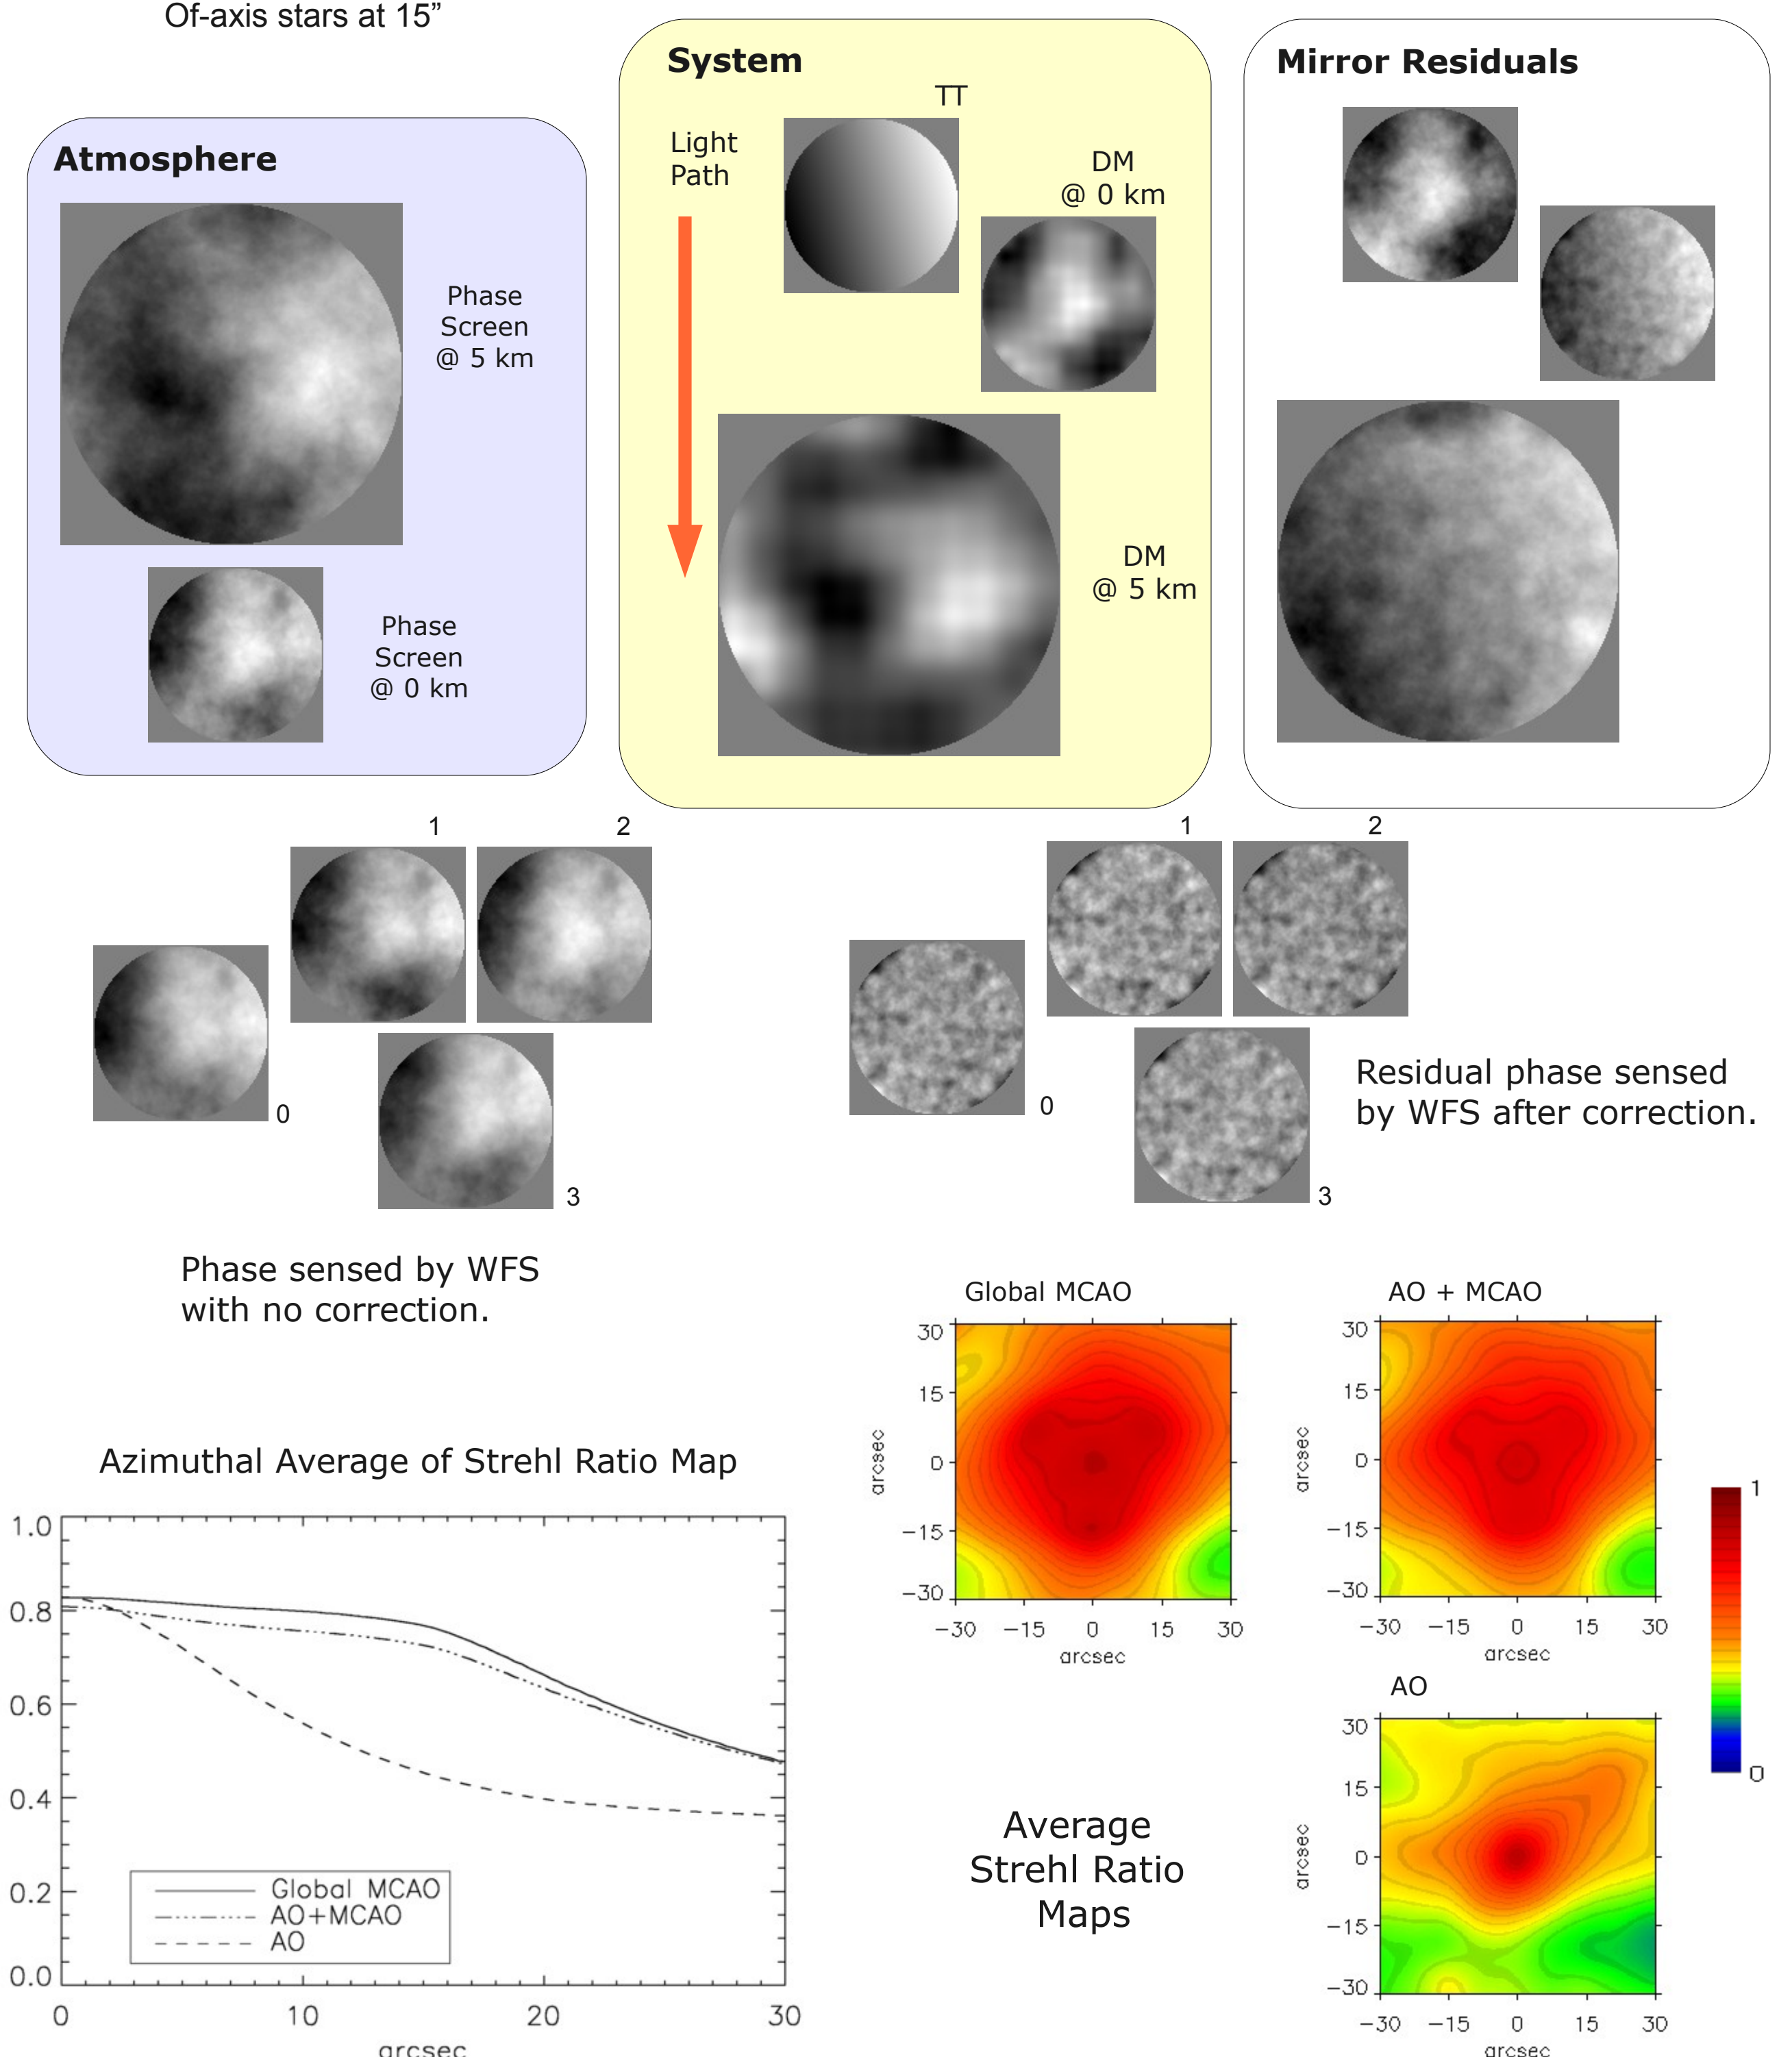 Of-axis stars at 15”
Atmosphere
Phase
Screen
@ 5 km
Phase
Screen
@ 0 km
System
TT
Light
Path
DM
@ 0 km
DM
@ 5 km
Mirror Residuals
1
2
0
3
Phase sensed by WFS
with no correction.
1
2
0
3
Residual phase sensed
by WFS after correction.
Azimuthal Average of Strehl Ratio Map
1.0
0.8
0.6
0.4
0.2
0.0
Global MCAO
AO+MCAO
AO
0
10
20
30
arcsec
Global MCAO
30
15
0
−15
−30
arcsec
−30
−15
0
15
30
arcsec
AO + MCAO
30
15
0
−15
−30
arcsec
−30
−15
0
15
30
arcsec
1
0
AO
30
15
0
−15
−30
arcsec
−30
−15
0
15
30
arcsec
Average
Strehl Ratio
Maps